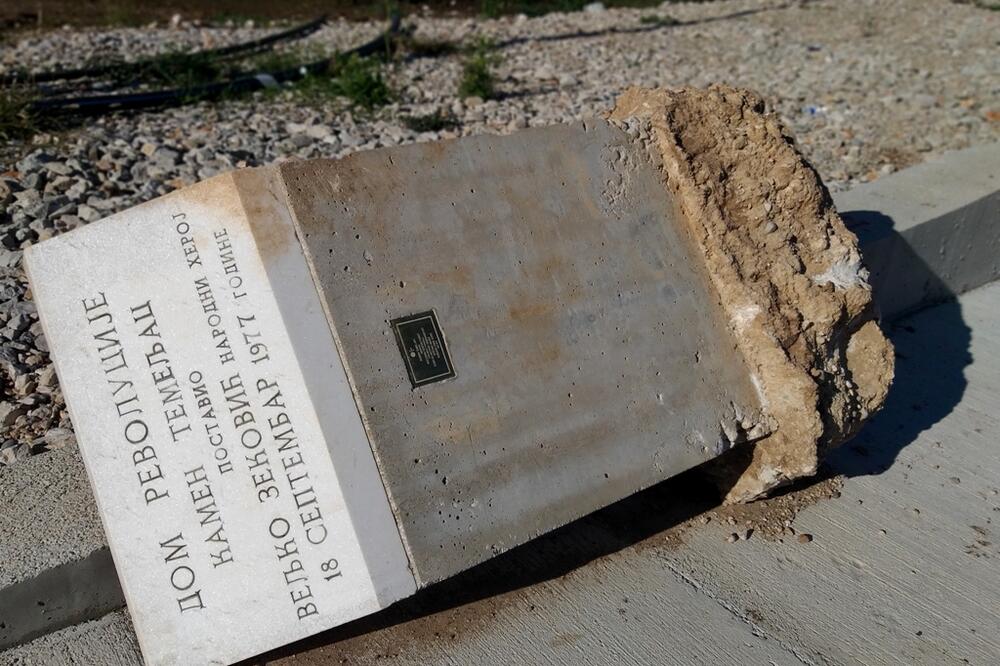 ДОМ РЕВОЛУЦИЈЕ
КАМЕН ТЕМЕЉАЦ
ПОСТАВИО
ВЕЉКО ЗЕКОВИЋ НАРОДНИ ХЕРОЈ
18 СЕПТЕМБАР 1977 ГОДИНЕ